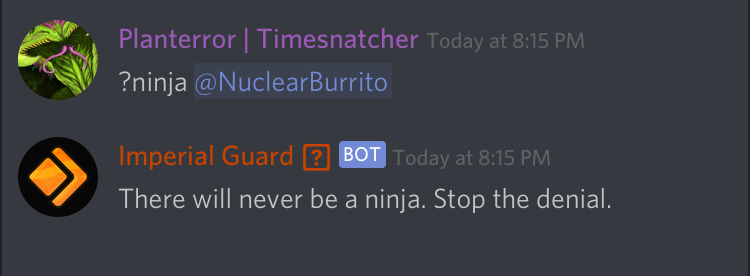 Planterror | Timesnatcher Today at 8:15 PM
?ninja @NuclearBurrito
Imperial Guard [?] BOT Today at 8:15 PM
There will never be a ninja. Stop the denial.